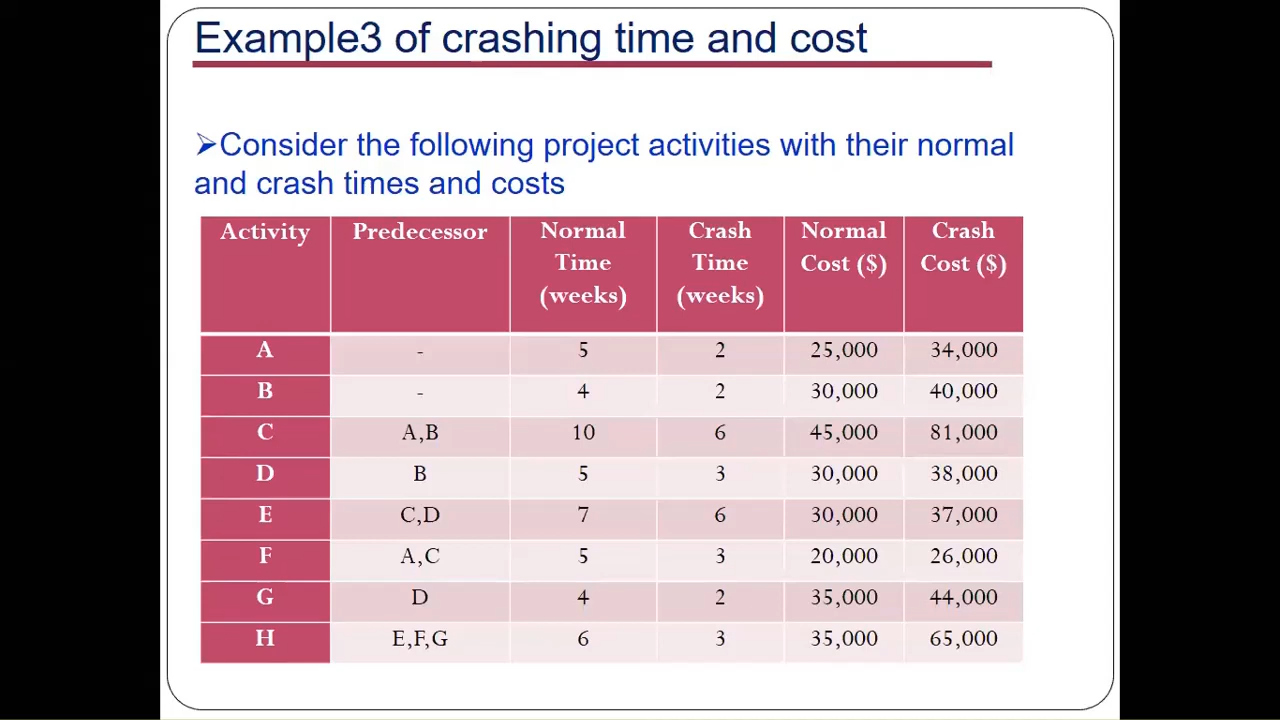 Example3 of crashing time and cost
➢Consider the following project activities with their normal
and crash times and costs
Activity Predecessor Normal Time (weeks) Crash Time (weeks) Normal Cost ($) Crash Cost ($)
A - 5 2 25,000 34,000
B - 4 2 30,000 40,000
C A,B 10 6 45,000 81,000
D B 5 3 30,000 38,000
E C,D 7 6 30,000 37,000
F A,C 5 3 20,000 26,000
G D 4 2 35,000 44,000
H E,F,G 6 3 35,000 65,000